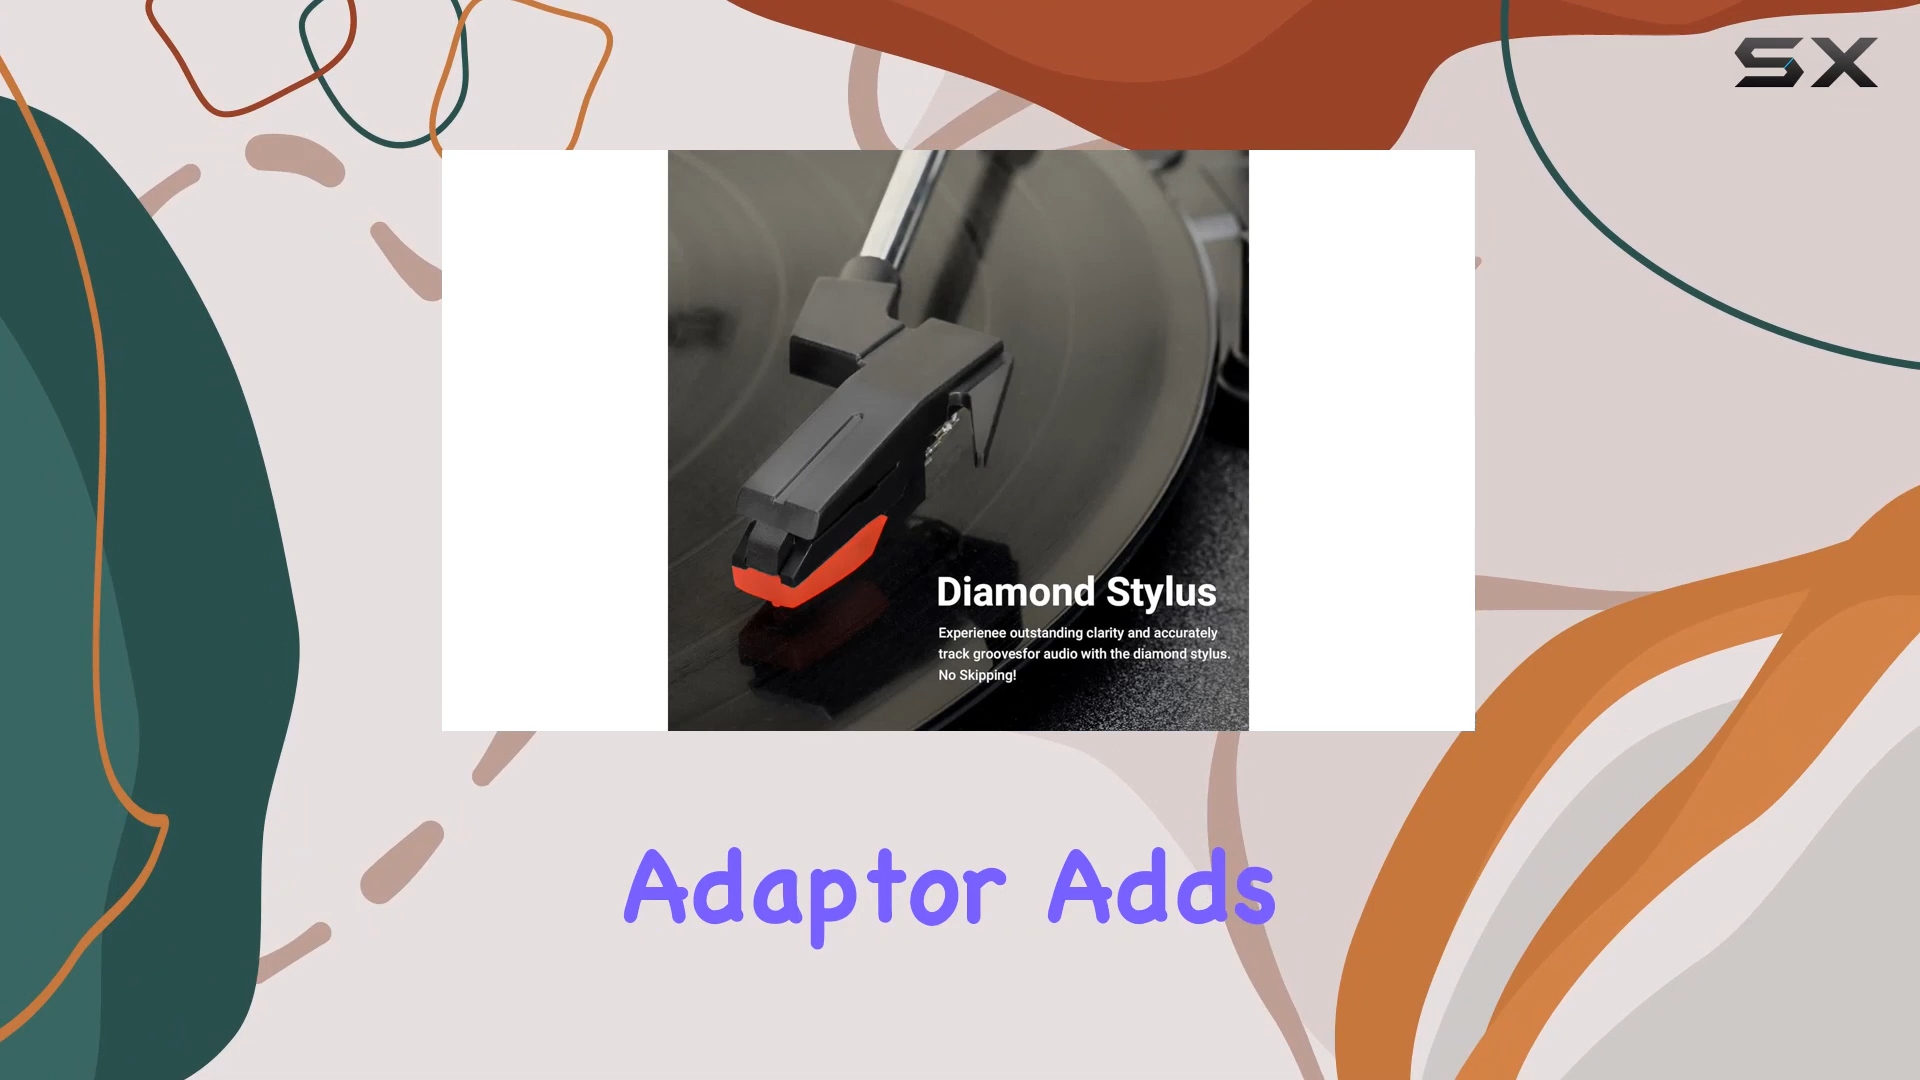 SX
Diamond Stylus
Experienee outstanding clarity and accurately
track groovesfor audio with the diamond stylus.
No Skipping!
Adaptor Adds